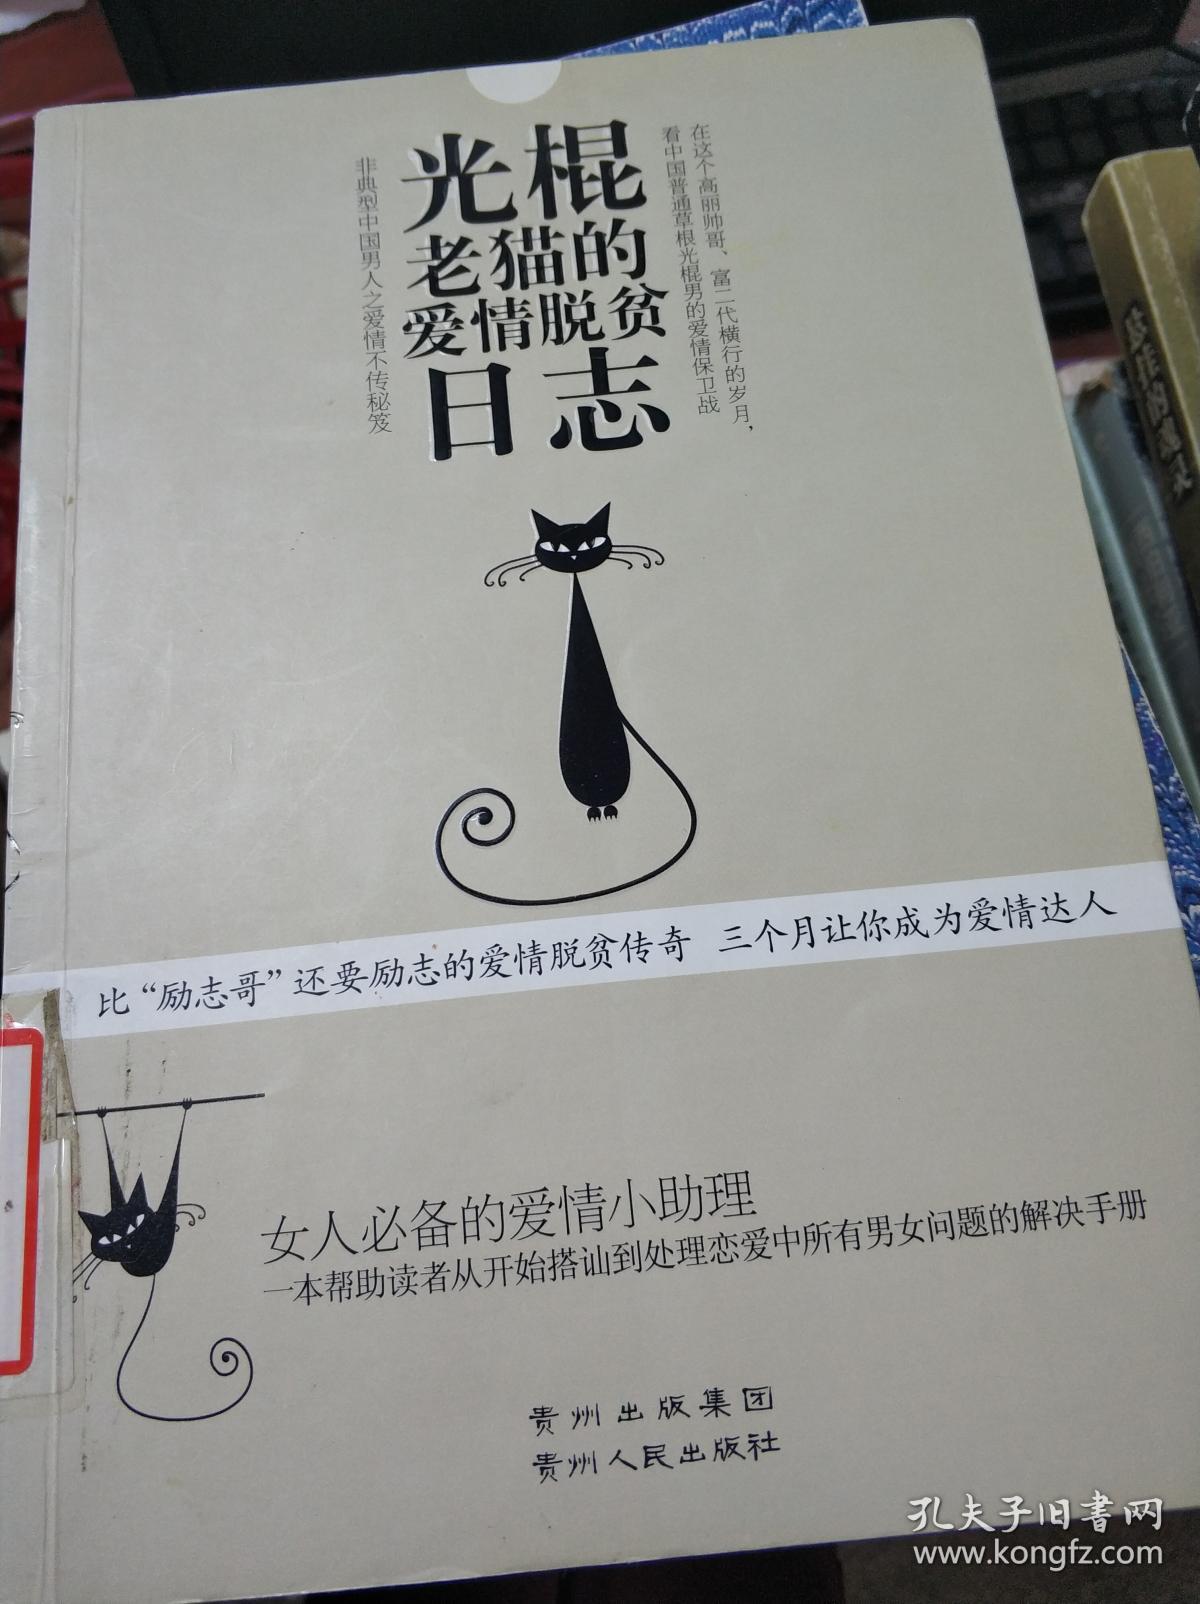 光棍
老猫的
爱情脱贫
日志
在这个高丽帅哥、富二代横行的岁月，
看中国普通草根光棍男的爱情保卫战
非典型中国男人之爱情不传秘笈
比“励志哥”还要励志的爱情脱贫传奇 三个月让你成为爱情达人
女人必备的爱情小助理
一本帮助读者从开始搭讪到处理恋爱中所有男女问题的解决手册
贵州出版集团
贵州人民出版社
孔夫子旧书网
www.kongfz.com